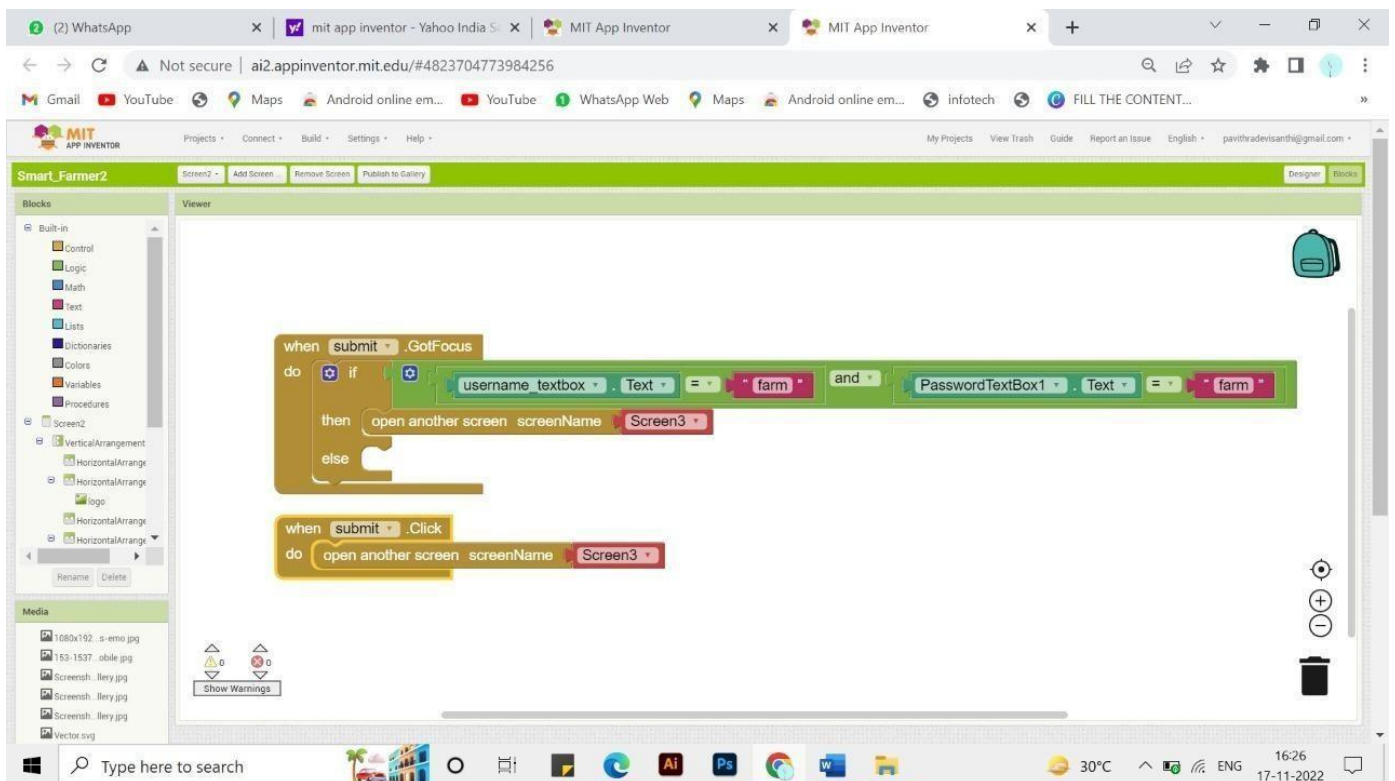 (2) WhatsApp
mit app inventor - Yahoo India S
MIT App Inventor
MIT App Inventor
Not secure | ai2.appinventor.mit.edu/#4823704773984256
Gmail YouTube Maps Android online em... YouTube WhatsApp Web Maps Android online em... infotech FILL THE CONTENT... »
MIT APP INVENTOR
Projects Connect Build Settings Help My Projects View Trash Guide Report an Issue English pavithradevisanthi@gmail.com
Smart_Farmer2 Screen2 Add Screen ... Remove Screen Publish to Gallery Designer Blocks
Blocks Viewer
Built-in
Control
Logic
Math
Text
Lists
Dictionaries
Colors
Variables
Procedures
Screen2
VerticalArrangement
HorizontalArrange
HorizontalArrange
logo
HorizontalArrange
HorizontalArrange
Rename Delete
Media
1080x192...s-emo.jpg
153-1537...obile.jpg
Screensh...llery.jpg
Screensh...llery.jpg
Screensh...llery.jpg
Vector.svg
when submit .GotFocus
do if username_textbox . Text = " farm " and PasswordTextBox1 . Text = " farm "
then open another screen screenName Screen3
else
when submit .Click
do open another screen screenName Screen3
0 0
Show Warnings
Type here to search Ai Ps W 30°C ENG 16:26
17-11-2022